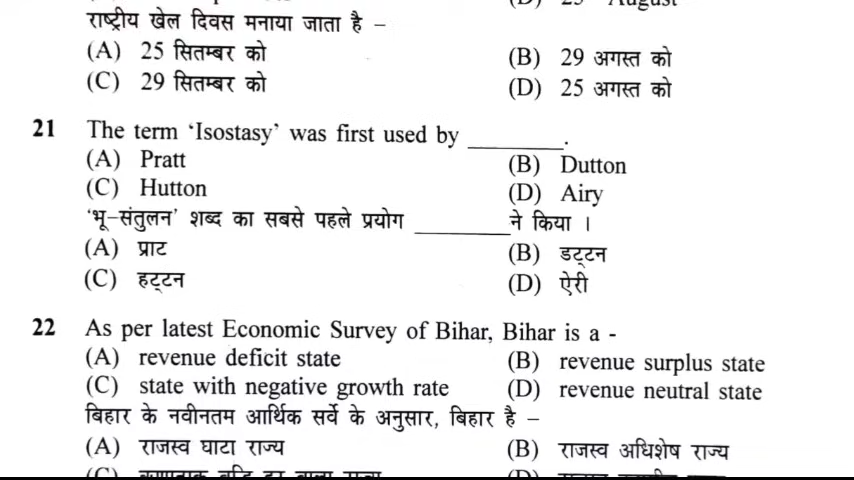 (D) 25 August
राष्ट्रीय खेल दिवस मनाया जाता है –
(A) 25 सितम्बर को (B) 29 अगस्त को
(C) 29 सितम्बर को (D) 25 अगस्त को
21 The term ‘Isostasy’ was first used by ________.
(A) Pratt (B) Dutton
(C) Hutton (D) Airy
‘भू-संतुलन’ शब्द का सबसे पहले प्रयोग ________ ने किया ।
(A) प्राट (B) डट्टन
(C) हट्टन (D) ऐरी
22 As per latest Economic Survey of Bihar, Bihar is a -
(A) revenue deficit state (B) revenue surplus state
(C) state with negative growth rate (D) revenue neutral state
बिहार के नवीनतम आर्थिक सर्वे के अनुसार, बिहार है –
(A) राजस्व घाटा राज्य (B) राजस्व अधिशेष राज्य
(C) (D)